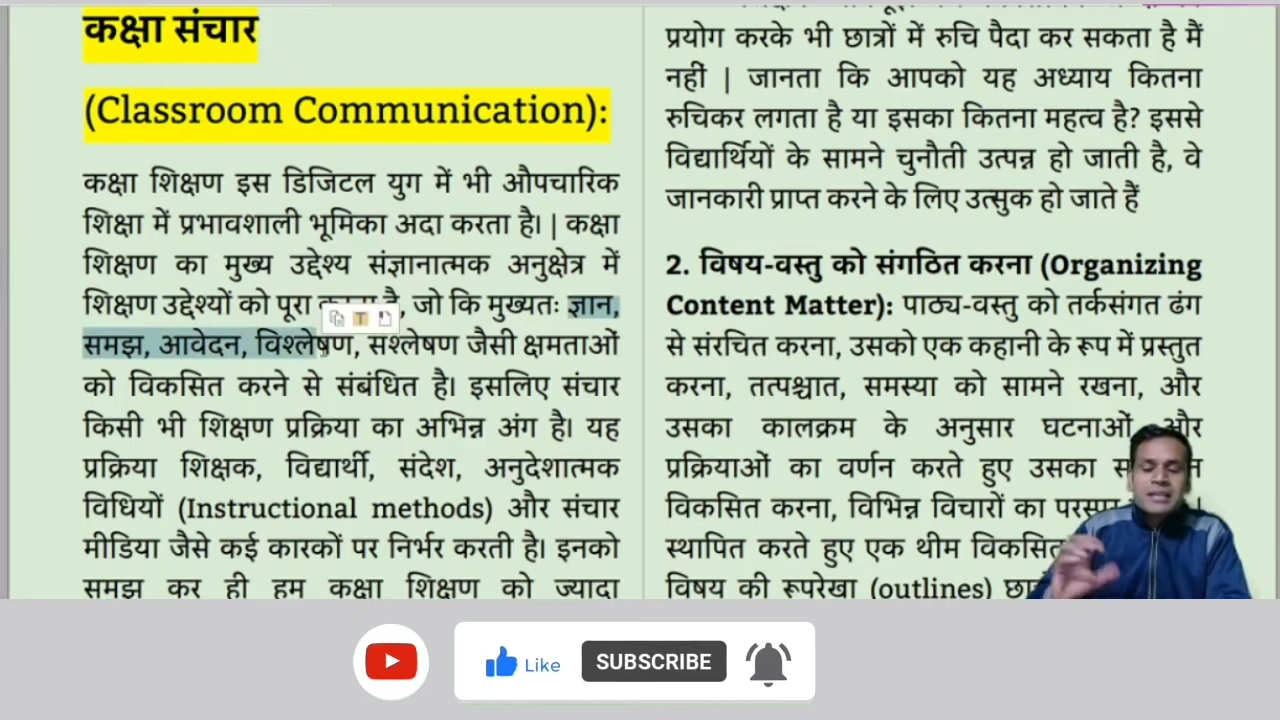 कक्षा संचार
(Classroom Communication):
कक्षा शिक्षण इस डिजिटल युग में भी औपचारिक
शिक्षा में प्रभावशाली भूमिका अदा करता है। | कक्षा
शिक्षण का मुख्य उद्देश्य संज्ञानात्मक अनुक्षेत्र में
शिक्षण उद्देश्यों को पूरा है, जो कि मुख्यतः ज्ञान,
समझ, आवेदन, विश्लेषण, सश्लेषण जैसी क्षमताओं
को विकसित करने से संबंधित है। इसलिए संचार
किसी भी शिक्षण प्रक्रिया का अभिन्न अंग है। यह
प्रक्रिया शिक्षक, विद्यार्थी, संदेश, अनुदेशात्मक
विधियों (Instructional methods) और संचार
मीडिया जैसे कई कारकों पर निर्भर करती है। इनको
समझ कर ही हम कक्षा शिक्षण को ज्यादा
प्रयोग करके भी छात्रों में रुचि पैदा कर सकता है मैं
नहीं | जानता कि आपको यह अध्याय कितना
रुचिकर लगता है या इसका कितना महत्व है? इससे
विद्यार्थियों के सामने चुनौती उत्पन्न हो जाती है, वे
जानकारी प्राप्त करने के लिए उत्सुक हो जाते हैं
2. विषय-वस्तु को संगठित करना (Organizing
Content Matter): पाठ्य-वस्तु को तर्कसंगत ढंग
से संरचित करना, उसको एक कहानी के रूप में प्रस्तुत
करना, तत्पश्चात, समस्या को सामने रखना, और
उसका कालक्रम के अनुसार घटनाओं और
प्रक्रियाओं का वर्णन करते हुए उसका
विकसित करना, विभिन्न विचारों का
स्थापित करते हुए एक थीम विकसित
विषय की रूपरेखा (outlines)
Like
SUBSCRIBE